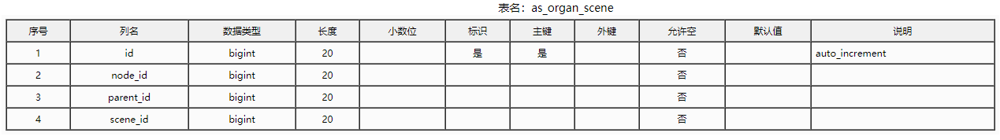 表名：as_organ_scene
序号 列名 数据类型 长度 小数位 标识 主键 外键 允许空 默认值 说明
1 id bigint 20 是 是 否 auto_increment
2 node_id bigint 20 否
3 parent_id bigint 20 否
4 scene_id bigint 20 否